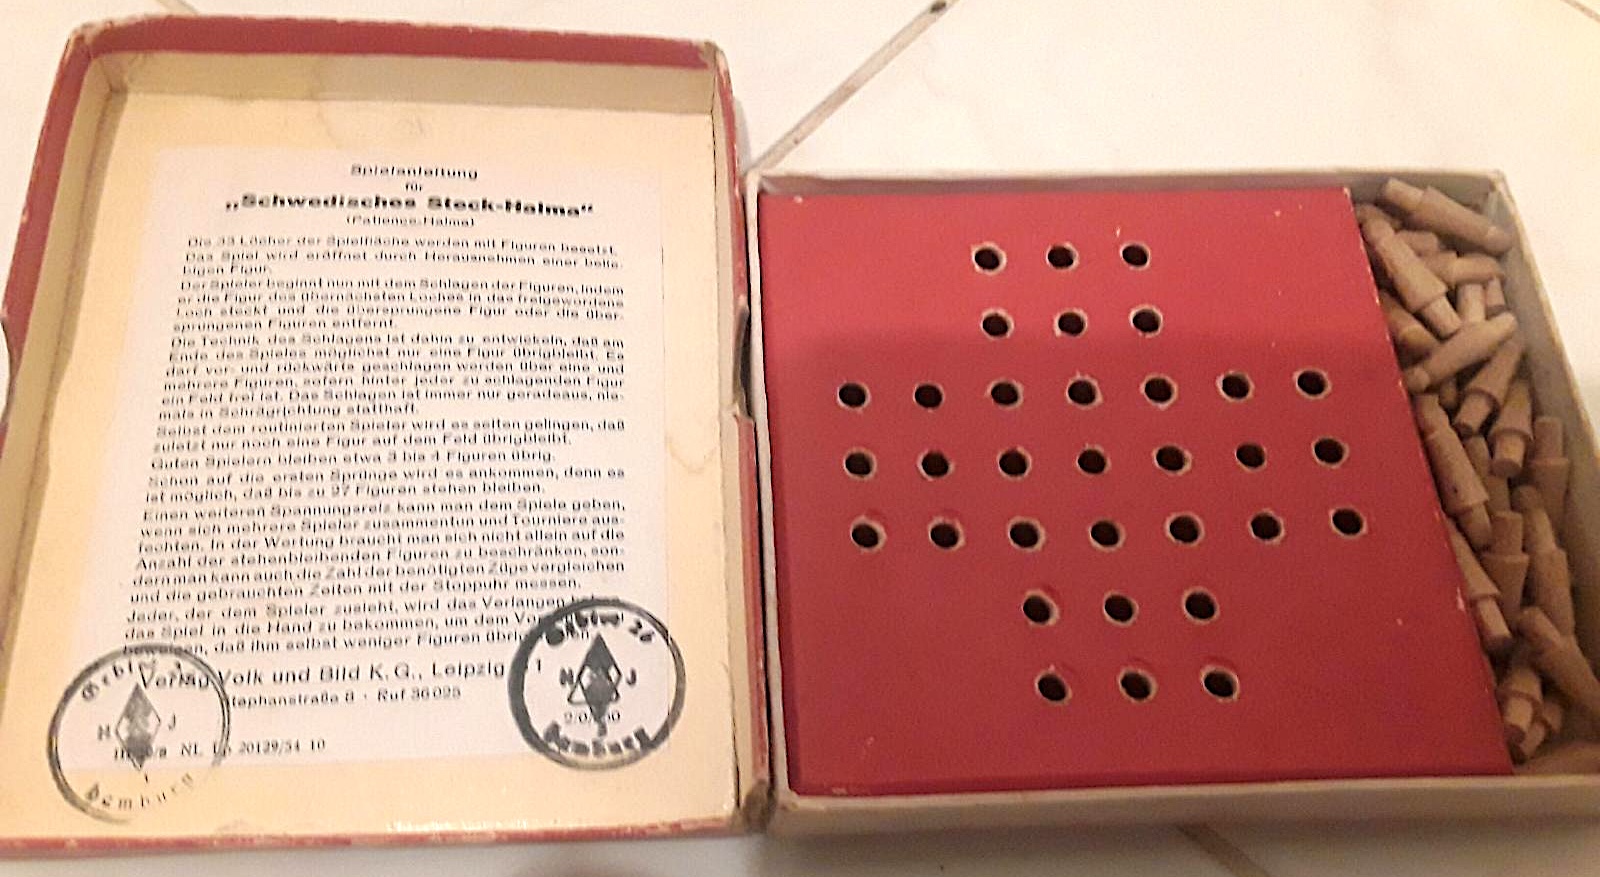 Spielanleitung
für
„Schwedisches Steck-Halma“
(Patience-Halma)
Die 33 Löcher der Spielfläche werden mit Figuren besetzt.
Das Spiel wird eröffnet durch Herausnehmen einer belie-
bigen Figur.
Der Spieler beginnt nun mit dem Schlagen der Figuren, indem
er die Figur des übernächsten Loches in das freigewordene
Loch steckt und die übersprungene Figur oder die über-
sprungenen Figuren entfernt.
Die Technik des Schlagens ist dahin zu entwickeln, daß am
Ende des Spieles möglichst nur eine Figur übrigbleibt. Es
darf vor- und rückwärts geschlagen werden über eine und
mehrere Figuren, sofern hinter jeder zu schlagenden Figur
ein Feld frei ist. Das Schlagen ist immer nur geradeaus, nie-
mals in Schrägrichtung statthaft.
Selbst dem routinierten Spieler wird es selten gelingen, daß
zuletzt nur noch eine Figur auf dem Feld übrigbleibt.
Guten Spielern bleiben etwa 3 bis 4 Figuren übrig.
Schon auf die ersten Sprünge wird es ankommen, denn es
ist möglich, daß bis zu 27 Figuren stehen bleiben.
Einen weiteren Spannungsreiz kann man dem Spiele geben,
wenn sich mehrere Spieler zusammentun und Tourniere aus-
fechten. In der Wertung braucht man sich nicht allein auf die
Anzahl der stehenbleibenden Figuren zu beschränken, son-
dern man kann auch die Zahl der benötigten Züge vergleichen
und die gebrauchten Zeiten mit der Stoppuhr messen.
Jeder, der dem Spieler zusieht, wird das Verlangen haben,
das Spiel in die Hand zu bekommen, um dem
beweisen, daß ihm selbst weniger Figuren
Verlag Volk und Bild K.G., Leipzig 1
Stephanstraße 8 · Ruf 36025
NL 20129/54 10
Gebiet
H J
Hamburg
Gebiet 26
H J
Hamburg